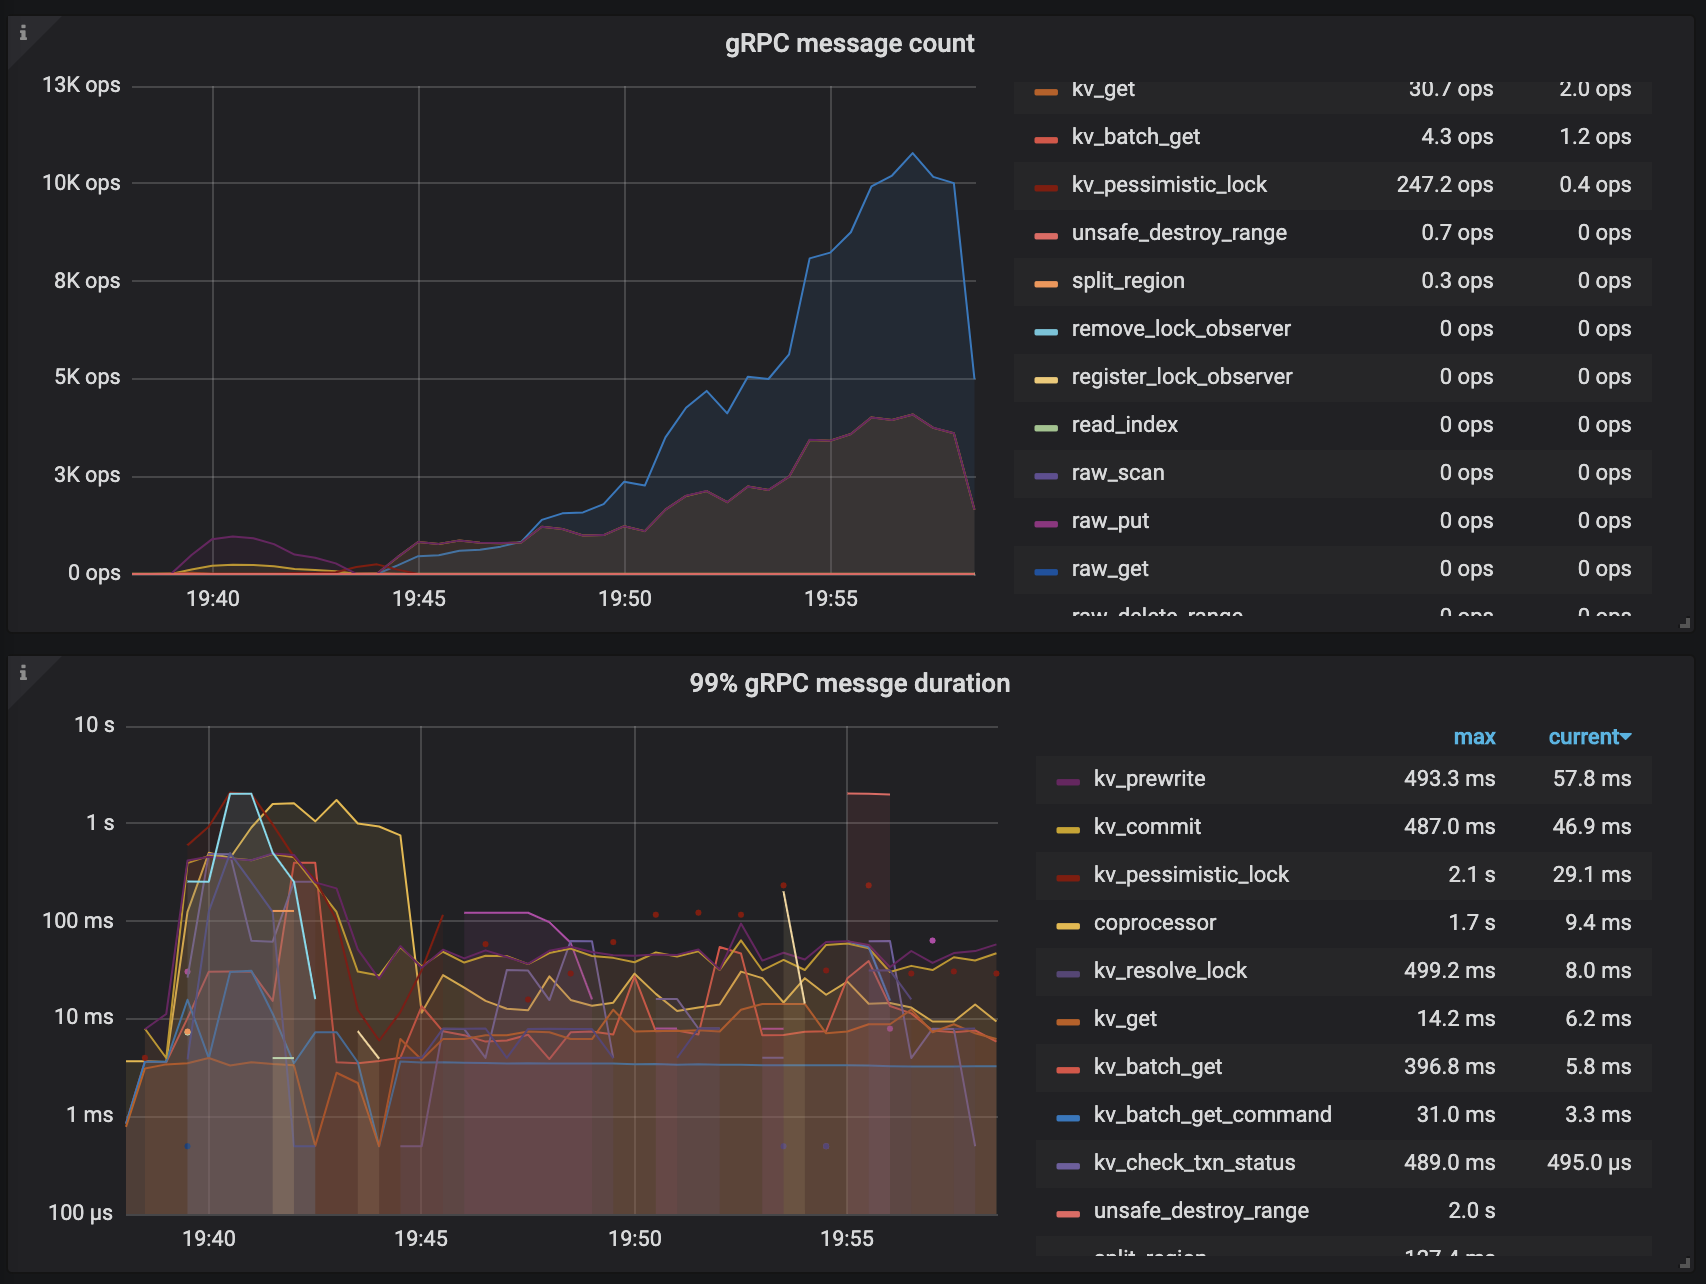 gRPC message count
13K ops
10K ops
8K ops
5K ops
3K ops
0 ops
19:40 19:45 19:50 19:55
kv_get 30.7 ops 2.0 ops
kv_batch_get 4.3 ops 1.2 ops
kv_pessimistic_lock 247.2 ops 0.4 ops
unsafe_destroy_range 0.7 ops 0 ops
split_region 0.3 ops 0 ops
remove_lock_observer 0 ops 0 ops
register_lock_observer 0 ops 0 ops
read_index 0 ops 0 ops
raw_scan 0 ops 0 ops
raw_put 0 ops 0 ops
raw_get 0 ops 0 ops
raw_delete_range 0 ops 0 ops
99% gRPC messge duration
10 s
1 s
100 ms
10 ms
1 ms
100 µs
19:40 19:45 19:50 19:55
max current
kv_prewrite 493.3 ms 57.8 ms
kv_commit 487.0 ms 46.9 ms
kv_pessimistic_lock 2.1 s 29.1 ms
coprocessor 1.7 s 9.4 ms
kv_resolve_lock 499.2 ms 8.0 ms
kv_get 14.2 ms 6.2 ms
kv_batch_get 396.8 ms 5.8 ms
kv_batch_get_command 31.0 ms 3.3 ms
kv_check_txn_status 489.0 ms 495.0 µs
unsafe_destroy_range 2.0 s
split_region 127.4 ms